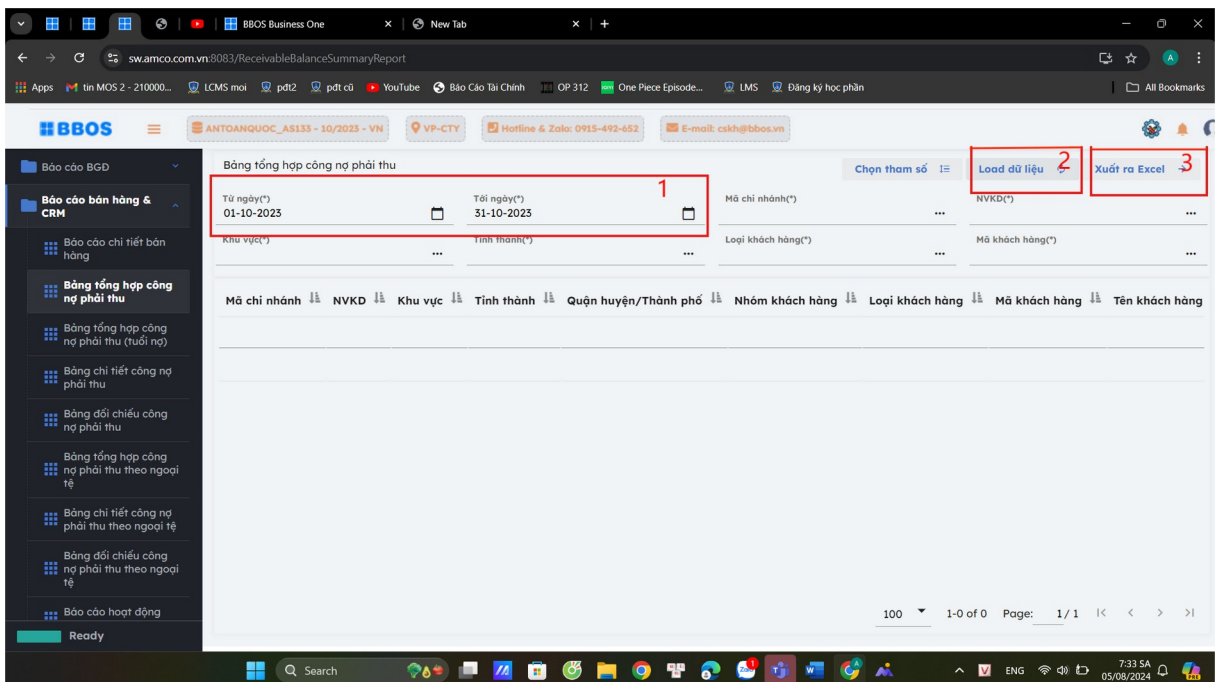 BBOS Business One
New Tab
sw.amco.com.vn:8083/ReceivableBalanceSummaryReport
A
Apps
tin MOS 2 - 210000...
LCMS moi
pdt2
pđt cũ
YouTube
Báo Cáo Tài Chính
OP 312
One Piece Episode...
LMS
Đăng ký học phần
All Bookmarks
BBOS
ANTOANQUOC_AS133 - 10/2023 - VN
VP-CTY
Hotline & Zalo: 0915-492-652
E-mail: cskh@bbos.vn
Báo cáo BGĐ
Báo cáo bán hàng &
CRM
Báo cáo chi tiết bán
hàng
Bảng tổng hợp công
nợ phải thu
Bảng tổng hợp công
nợ phải thu (tuổi nợ)
Bảng chi tiết công nợ
phải thu
Bảng đối chiếu công
nợ phải thu
Bảng tổng hợp công
nợ phải thu theo ngoại
tệ
Bảng chi tiết công nợ
phải thu theo ngoại tệ
Bảng đối chiếu công
nợ phải thu theo ngoại
tệ
Báo cáo hoạt động
Ready
Bảng tổng hợp công nợ phải thu
Chọn tham số
Load dữ liệu
2
Xuất ra Excel
3
Từ ngày(*)
01-10-2023
Tới ngày(*)
31-10-2023
1
Mã chi nhánh(*)
...
NVKD(*)
...
Khu vực(*)
...
Tỉnh thành(*)
...
Loại khách hàng(*)
...
Mã khách hàng(*)
...
Mã chi nhánh NVKD Khu vực Tỉnh thành Quận huyện/Thành phố Nhóm khách hàng Loại khách hàng Mã khách hàng Tên khách hàng
100 1-0 of 0 Page: 1 / 1
Search
Zalo
ENG
7:33 SA
05/08/2024